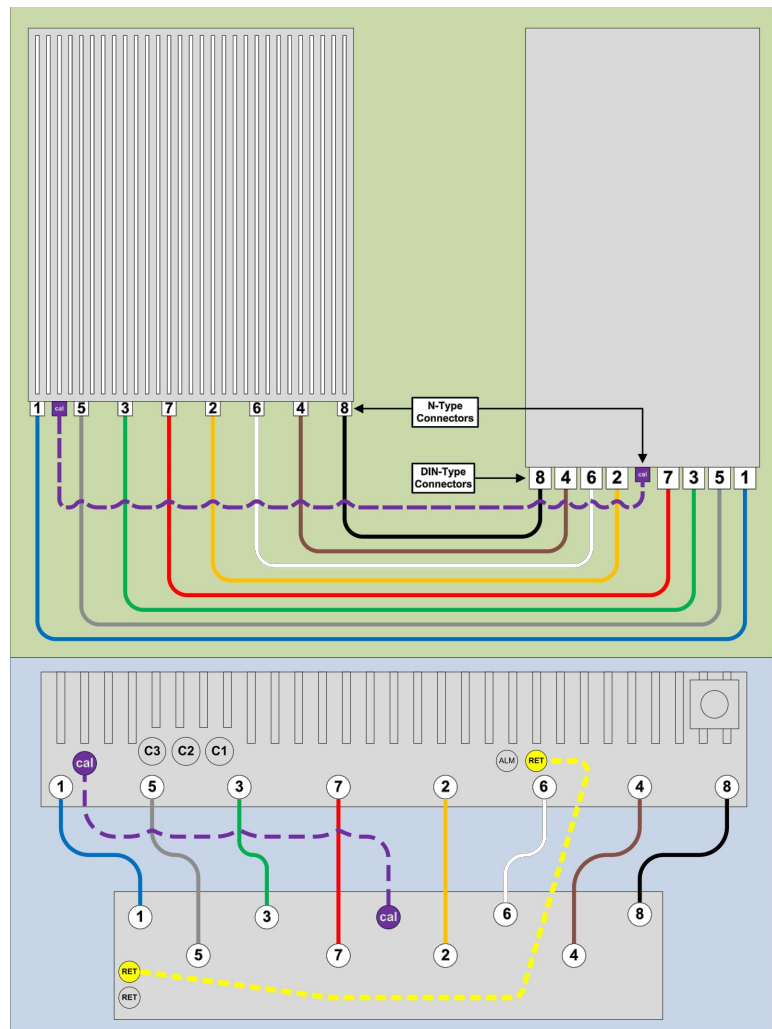 1 cal 5 3 7 2 6 4 8
N-Type
Connectors
DIN-Type
Connectors
8 4 6 2 cal 7 3 5 1
cal C3 C2 C1 ALM RET
1 5 3 7 2 6 4 8
1 3 cal 6 8
5 7 2 4
RET
RET